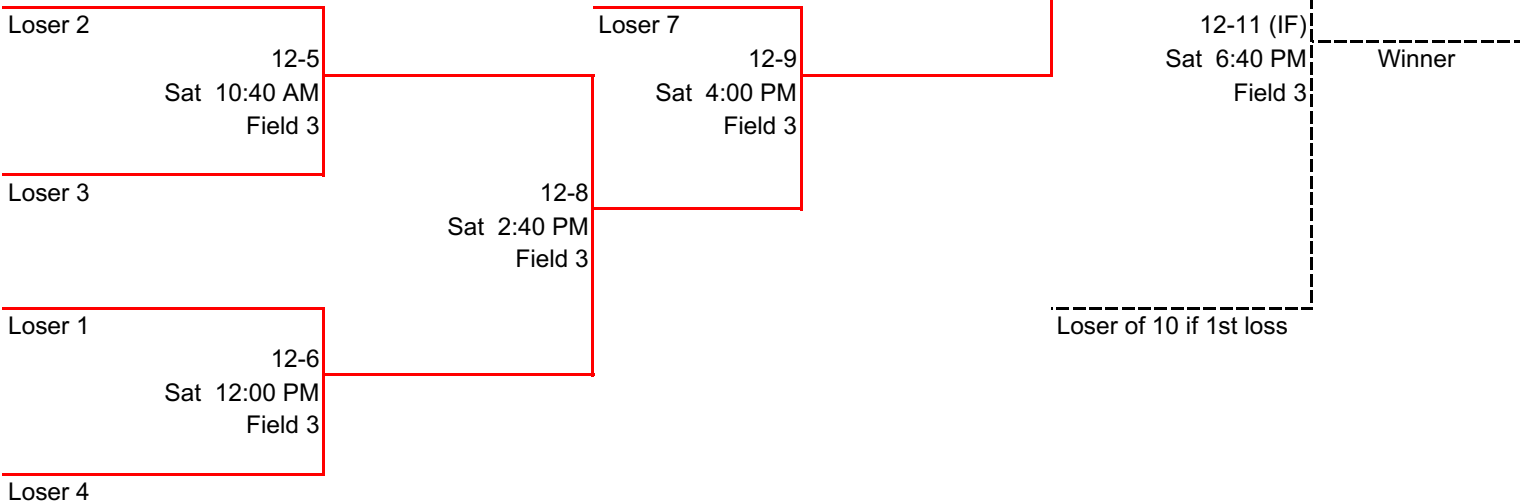 Loser 2
12-5
Sat 10:40 AM
Field 3
Loser 3
Loser 7
12-9
Sat 4:00 PM
Field 3
12-8
Sat 2:40 PM
Field 3
Loser 1
12-6
Sat 12:00 PM
Field 3
Loser 4
12-11 (IF)
Sat 6:40 PM
Field 3
Winner
Loser of 10 if 1st loss